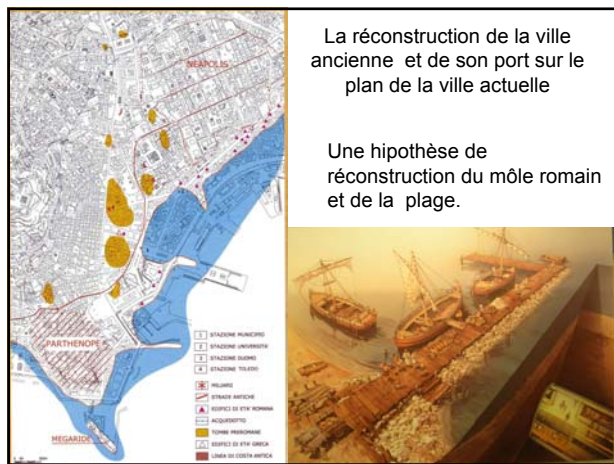 La réconstruction de la ville
ancienne et de son port sur le
plan de la ville actuelle
Une hipothèse de
réconstruction du môle romain
et de la plage.
NEAPOLIS
PARTHENOPE
MEGARIDE
1 STAZIONE MUNICIPIO
2 STAZIONE UNIVERSITA'
3 STAZIONE DUOMO
4 STAZIONE TOLEDO
MILIARI
STRADE ANTICHE
EDIFICI DI ETA' ROMANA
ACQUEDOTTO
TOMBE PREROMANE
EDIFICI DI ETA' GRECA
LINEA DI COSTA ANTICA